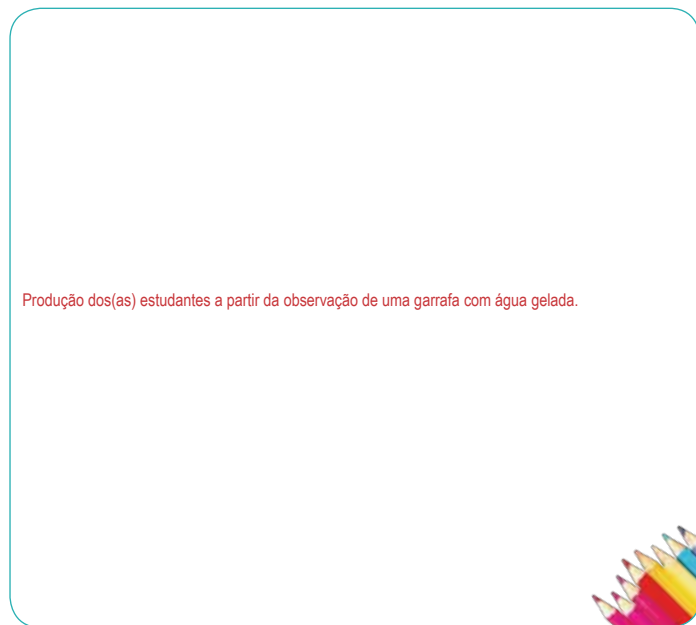 Produção dos(as) estudantes a partir da observação de uma garrafa com água gelada.